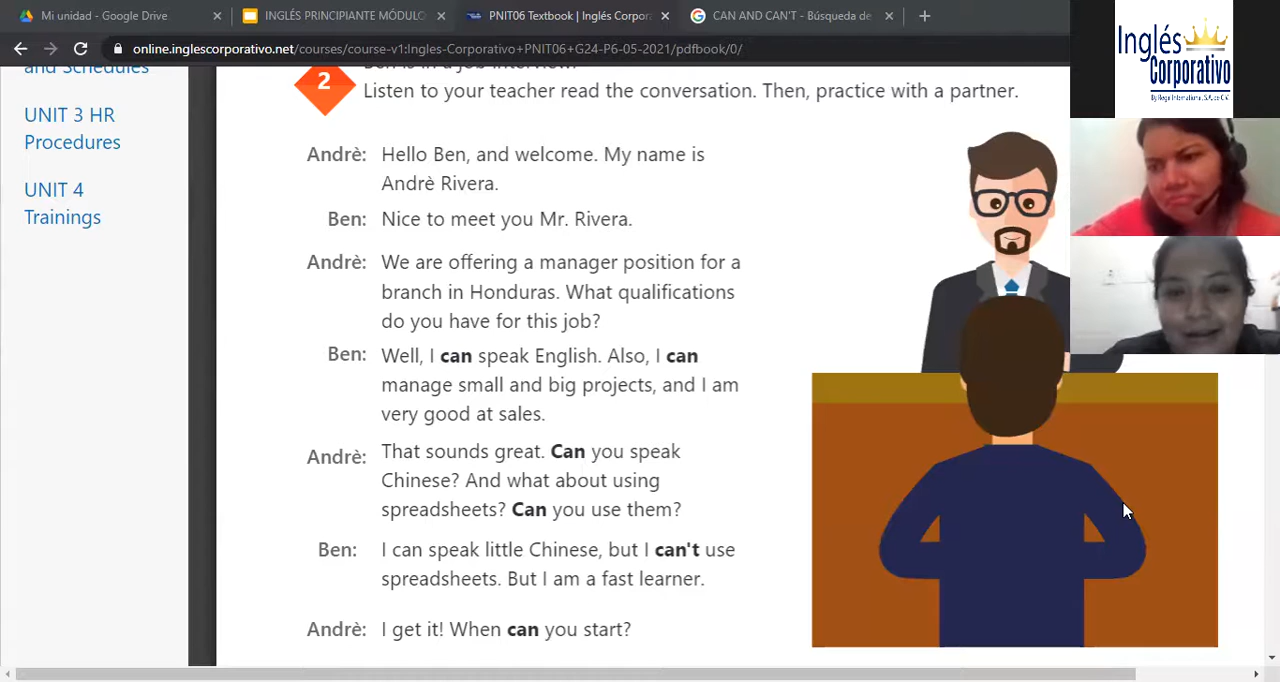 Mi unidad - Google Drive
INGLÉS PRINCIPIANTE MÓDULO
PNIT06 Textbook | Inglés Corpor
CAN AND CAN'T - Búsqueda de
online.inglescorporativo.net/courses/course-v1:Ingles-Corporativo+PNIT06+G24-P6-05-2021/pdfbook/0/
Inglés
Corporativo
and Schedules
UNIT 3 HR
Procedures
UNIT 4
Trainings
Ben is in a job interview.
2
Listen to your teacher read the conversation. Then, practice with a partner.
Andrè: Hello Ben, and welcome. My name is
Andrè Rivera.
Ben: Nice to meet you Mr. Rivera.
Andrè: We are offering a manager position for a
branch in Honduras. What qualifications
do you have for this job?
Ben: Well, I can speak English. Also, I can
manage small and big projects, and I am
very good at sales.
Andrè: That sounds great. Can you speak
Chinese? And what about using
spreadsheets? Can you use them?
Ben: I can speak little Chinese, but I can't use
spreadsheets. But I am a fast learner.
Andrè: I get it! When can you start?